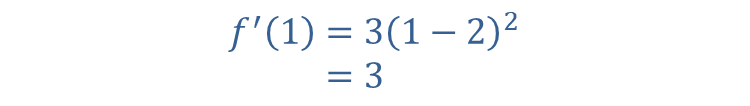 f′(1) = 3(1 − 2)²
= 3